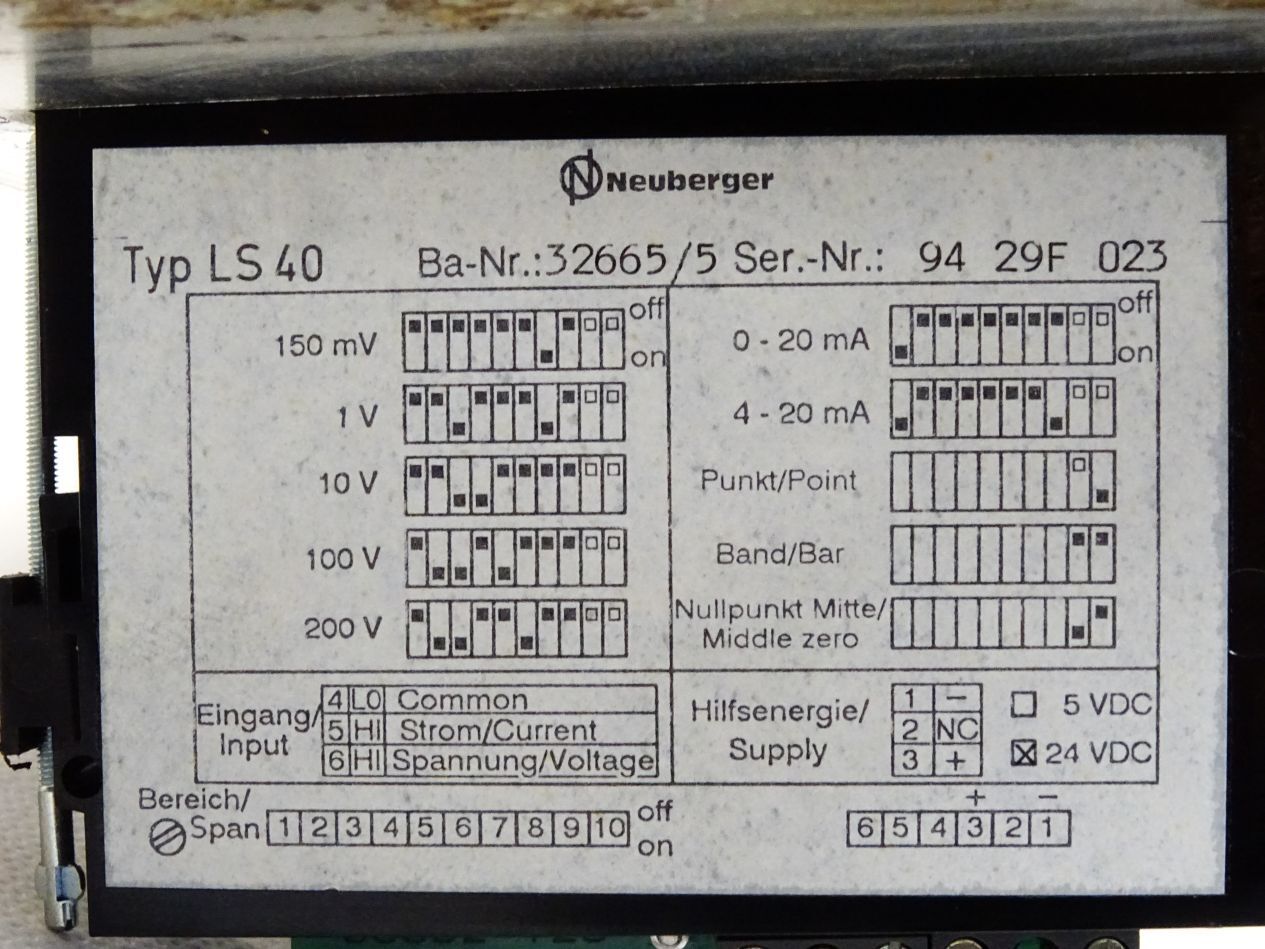 Neuberger
Typ LS 40 Ba-Nr.:32665/5 Ser.-Nr.: 94 29F 023
150 mV off on
1 V
10 V
100 V
200 V
0 - 20 mA off on
4 - 20 mA
Punkt/Point
Band/Bar
Nullpunkt Mitte/
Middle zero
Eingang/
Input
4 LO Common
5 HI Strom/Current
6 HI Spannung/Voltage
Hilfsenergie/
Supply
1 –
2 NC
3 +
5 VDC
24 VDC
Bereich/
Span 1 2 3 4 5 6 7 8 9 10 off on
+ –
6 5 4 3 2 1